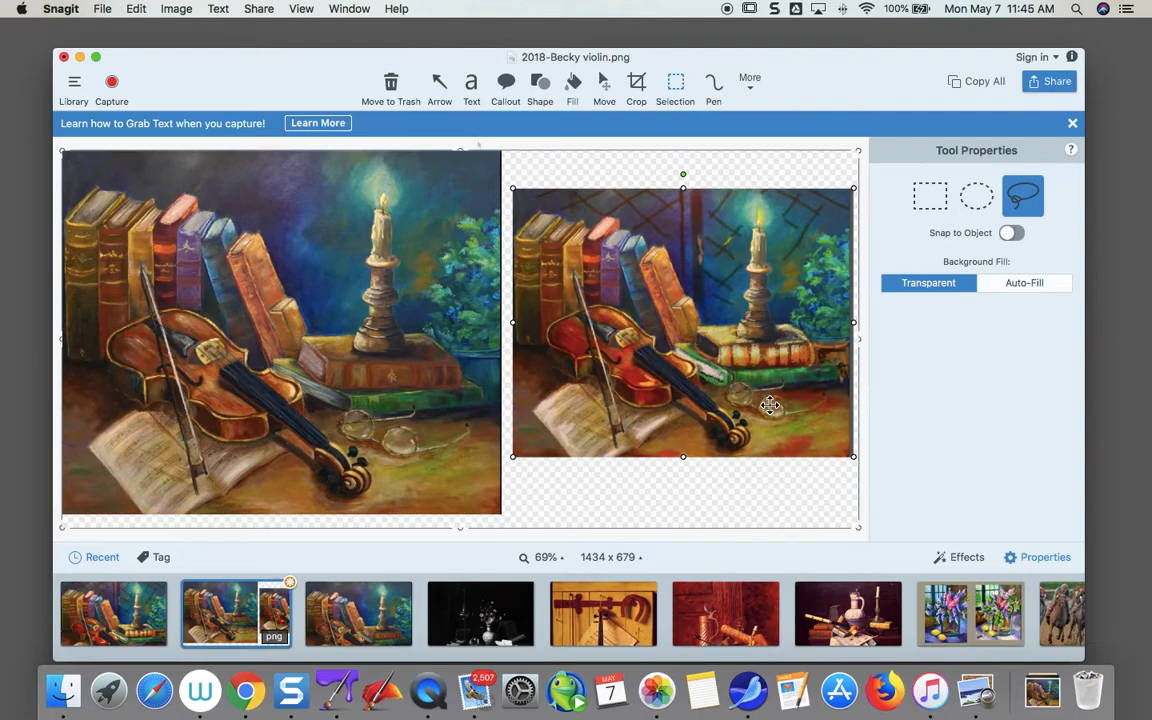 Snagit File Edit Image Share View Window Help 100% Mon May 7 11:45 AM
2018-Becky violin.png Sign in
Library Capture Move to Trash Arrow Text Callout Shape Fill Move Crop Selection Pen More Copy All Share
Learn how to Grab Text when you capture! Learn More
Tool Properties ?
Snap to Object
Background Fill:
Transparent Auto-Fill
Recent Tag 69% 1434 x 679 Effects Properties
png
2,507
MAY
7